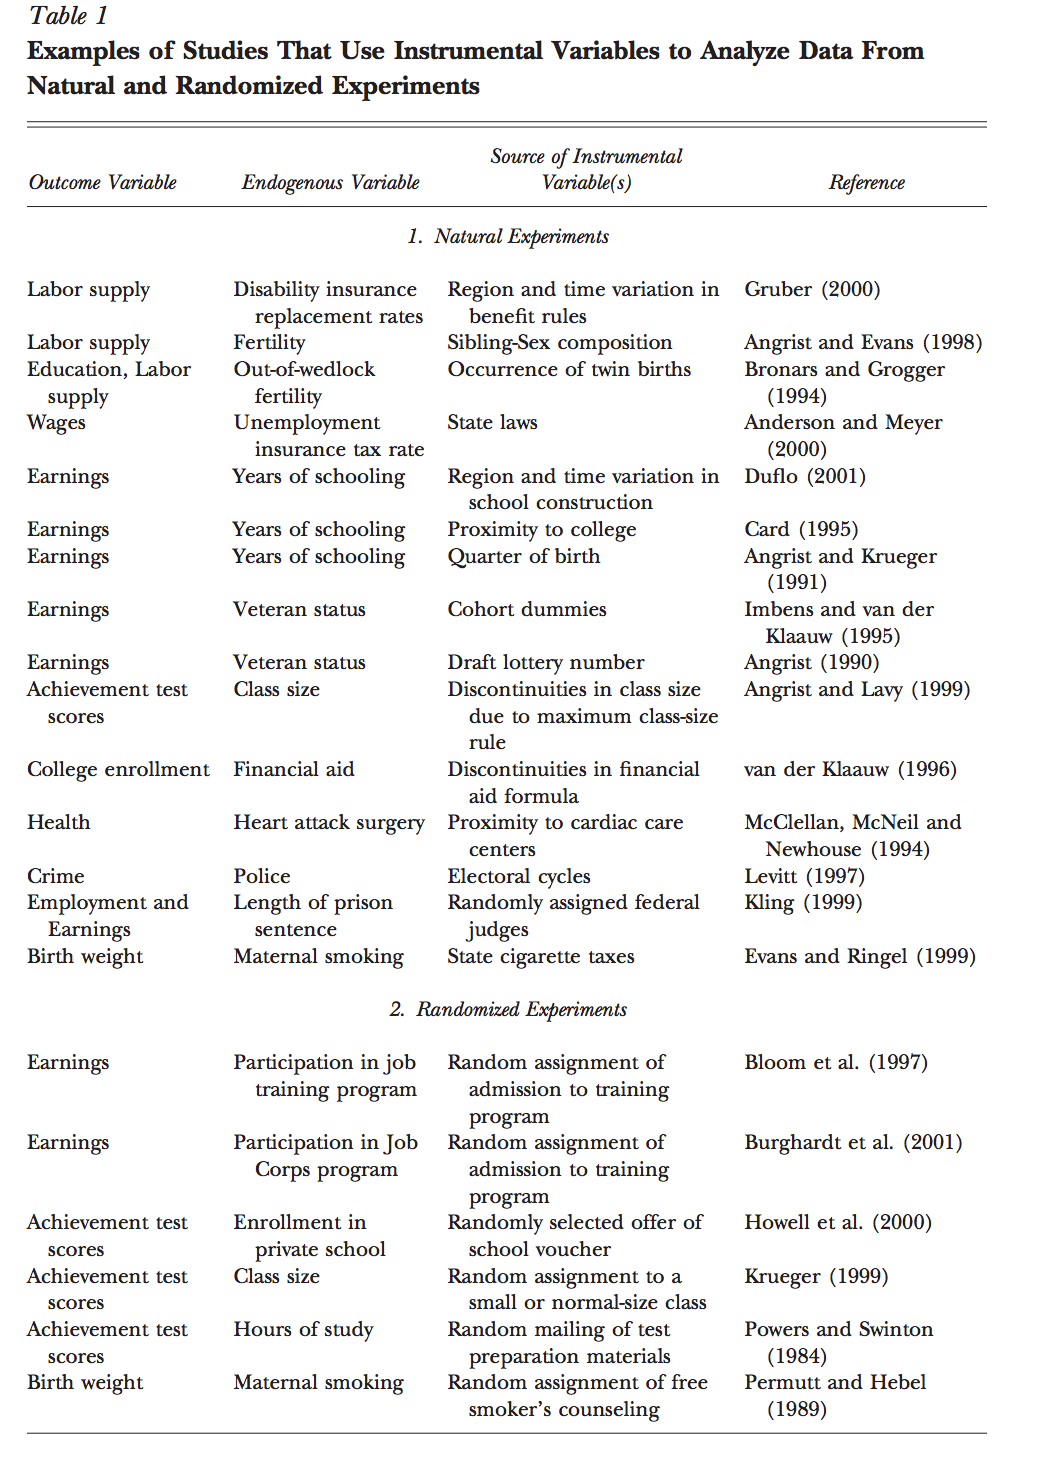 Table 1
Examples of Studies That Use Instrumental Variables to Analyze Data From
Natural and Randomized Experiments
Source of Instrumental
Outcome Variable Endogenous Variable Variable(s) Reference
1. Natural Experiments
Labor supply Disability insurance Region and time variation in Gruber (2000)
replacement rates benefit rules
Labor supply Fertility Sibling-Sex composition Angrist and Evans (1998)
Education, Labor Out-of-wedlock Occurrence of twin births Bronars and Grogger
supply fertility (1994)
Wages Unemployment State laws Anderson and Meyer
insurance tax rate (2000)
Earnings Years of schooling Region and time variation in Duflo (2001)
school construction
Earnings Years of schooling Proximity to college Card (1995)
Earnings Years of schooling Quarter of birth Angrist and Krueger
(1991)
Earnings Veteran status Cohort dummies Imbens and van der
Klaauw (1995)
Earnings Veteran status Draft lottery number Angrist (1990)
Achievement test Class size Discontinuities in class size Angrist and Lavy (1999)
scores due to maximum class-size
rule
College enrollment Financial aid Discontinuities in financial van der Klaauw (1996)
aid formula
Health Heart attack surgery Proximity to cardiac care McClellan, McNeil and
centers Newhouse (1994)
Crime Police Electoral cycles Levitt (1997)
Employment and Length of prison Randomly assigned federal Kling (1999)
Earnings sentence judges
Birth weight Maternal smoking State cigarette taxes Evans and Ringel (1999)
2. Randomized Experiments
Earnings Participation in job Random assignment of Bloom et al. (1997)
training program admission to training
program
Earnings Participation in Job Random assignment of Burghardt et al. (2001)
Corps program admission to training
program
Achievement test Enrollment in Randomly selected offer of Howell et al. (2000)
scores private school school voucher
Achievement test Class size Random assignment to a Krueger (1999)
scores small or normal-size class
Achievement test Hours of study Random mailing of test Powers and Swinton
scores preparation materials (1984)
Birth weight Maternal smoking Random assignment of free Permutt and Hebel
smoker's counseling (1989)